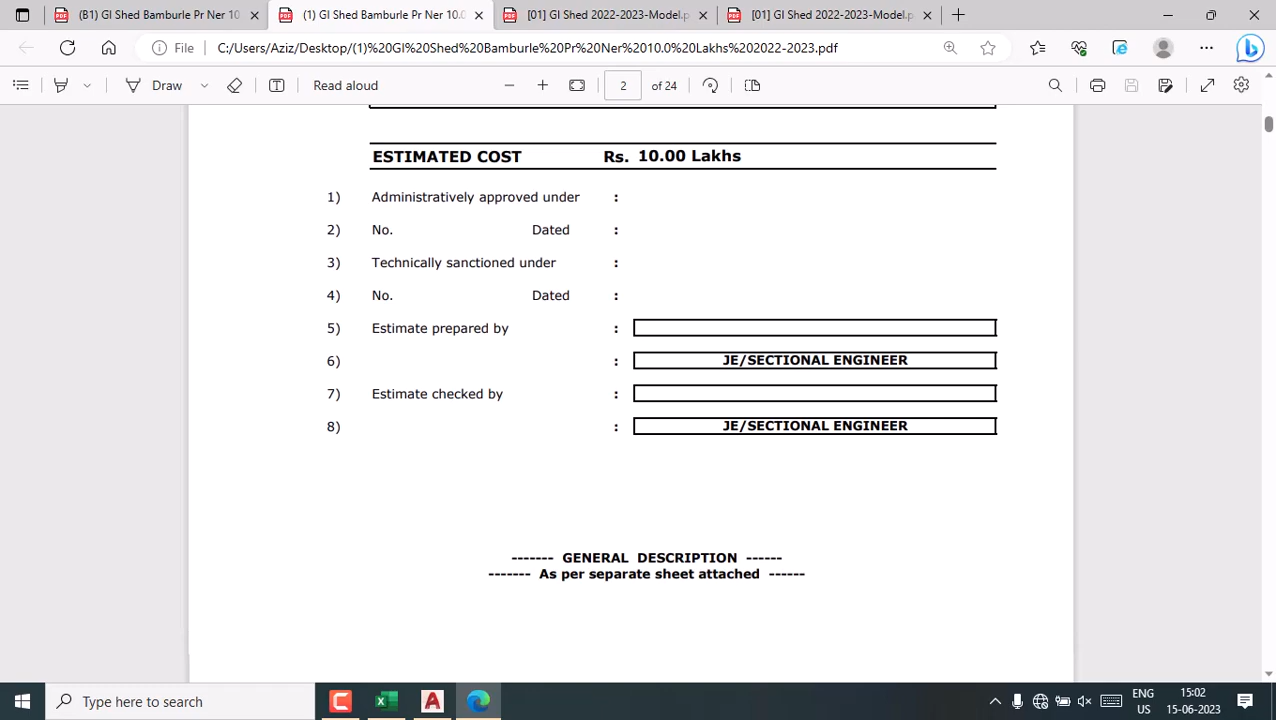 (B1) GI Shed Bamburle Pr Ner 10
(1) GI Shed Bamburle Pr Ner 10.0
[01] GI Shed 2022-2023-Model.p
[01] GI Shed 2022-2023-Model.p
File
C:/Users/Aziz/Desktop/(1)%20GI%20Shed%20Bamburle%20Pr%20Ner%2010.0%20Lakhs%202022-2023.pdf
Draw
Read aloud
2
of 24
ESTIMATED COST Rs. 10.00 Lakhs
1) Administratively approved under :
2) No. Dated :
3) Technically sanctioned under :
4) No. Dated :
5) Estimate prepared by :
6) : JE/SECTIONAL ENGINEER
7) Estimate checked by :
8) : JE/SECTIONAL ENGINEER
------- GENERAL DESCRIPTION ------
------- As per separate sheet attached ------
Type here to search
ENG
US
15:02
15-06-2023